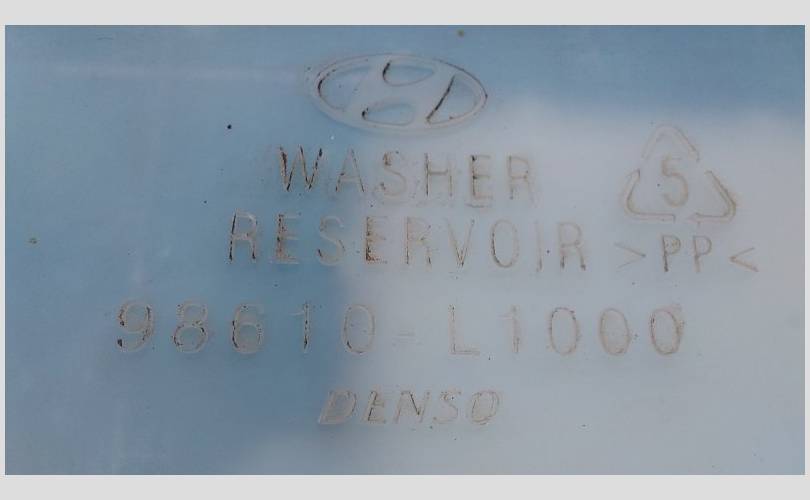 WASHER
RESERVOIR
5
>PP<
98610-L1000
DENSO